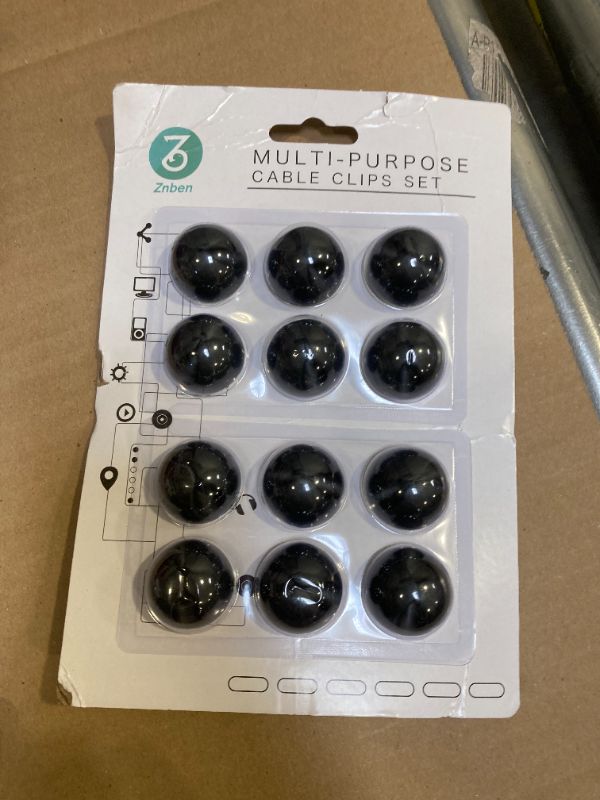 Znben
MULTI-PURPOSE
CABLE CLIPS SET